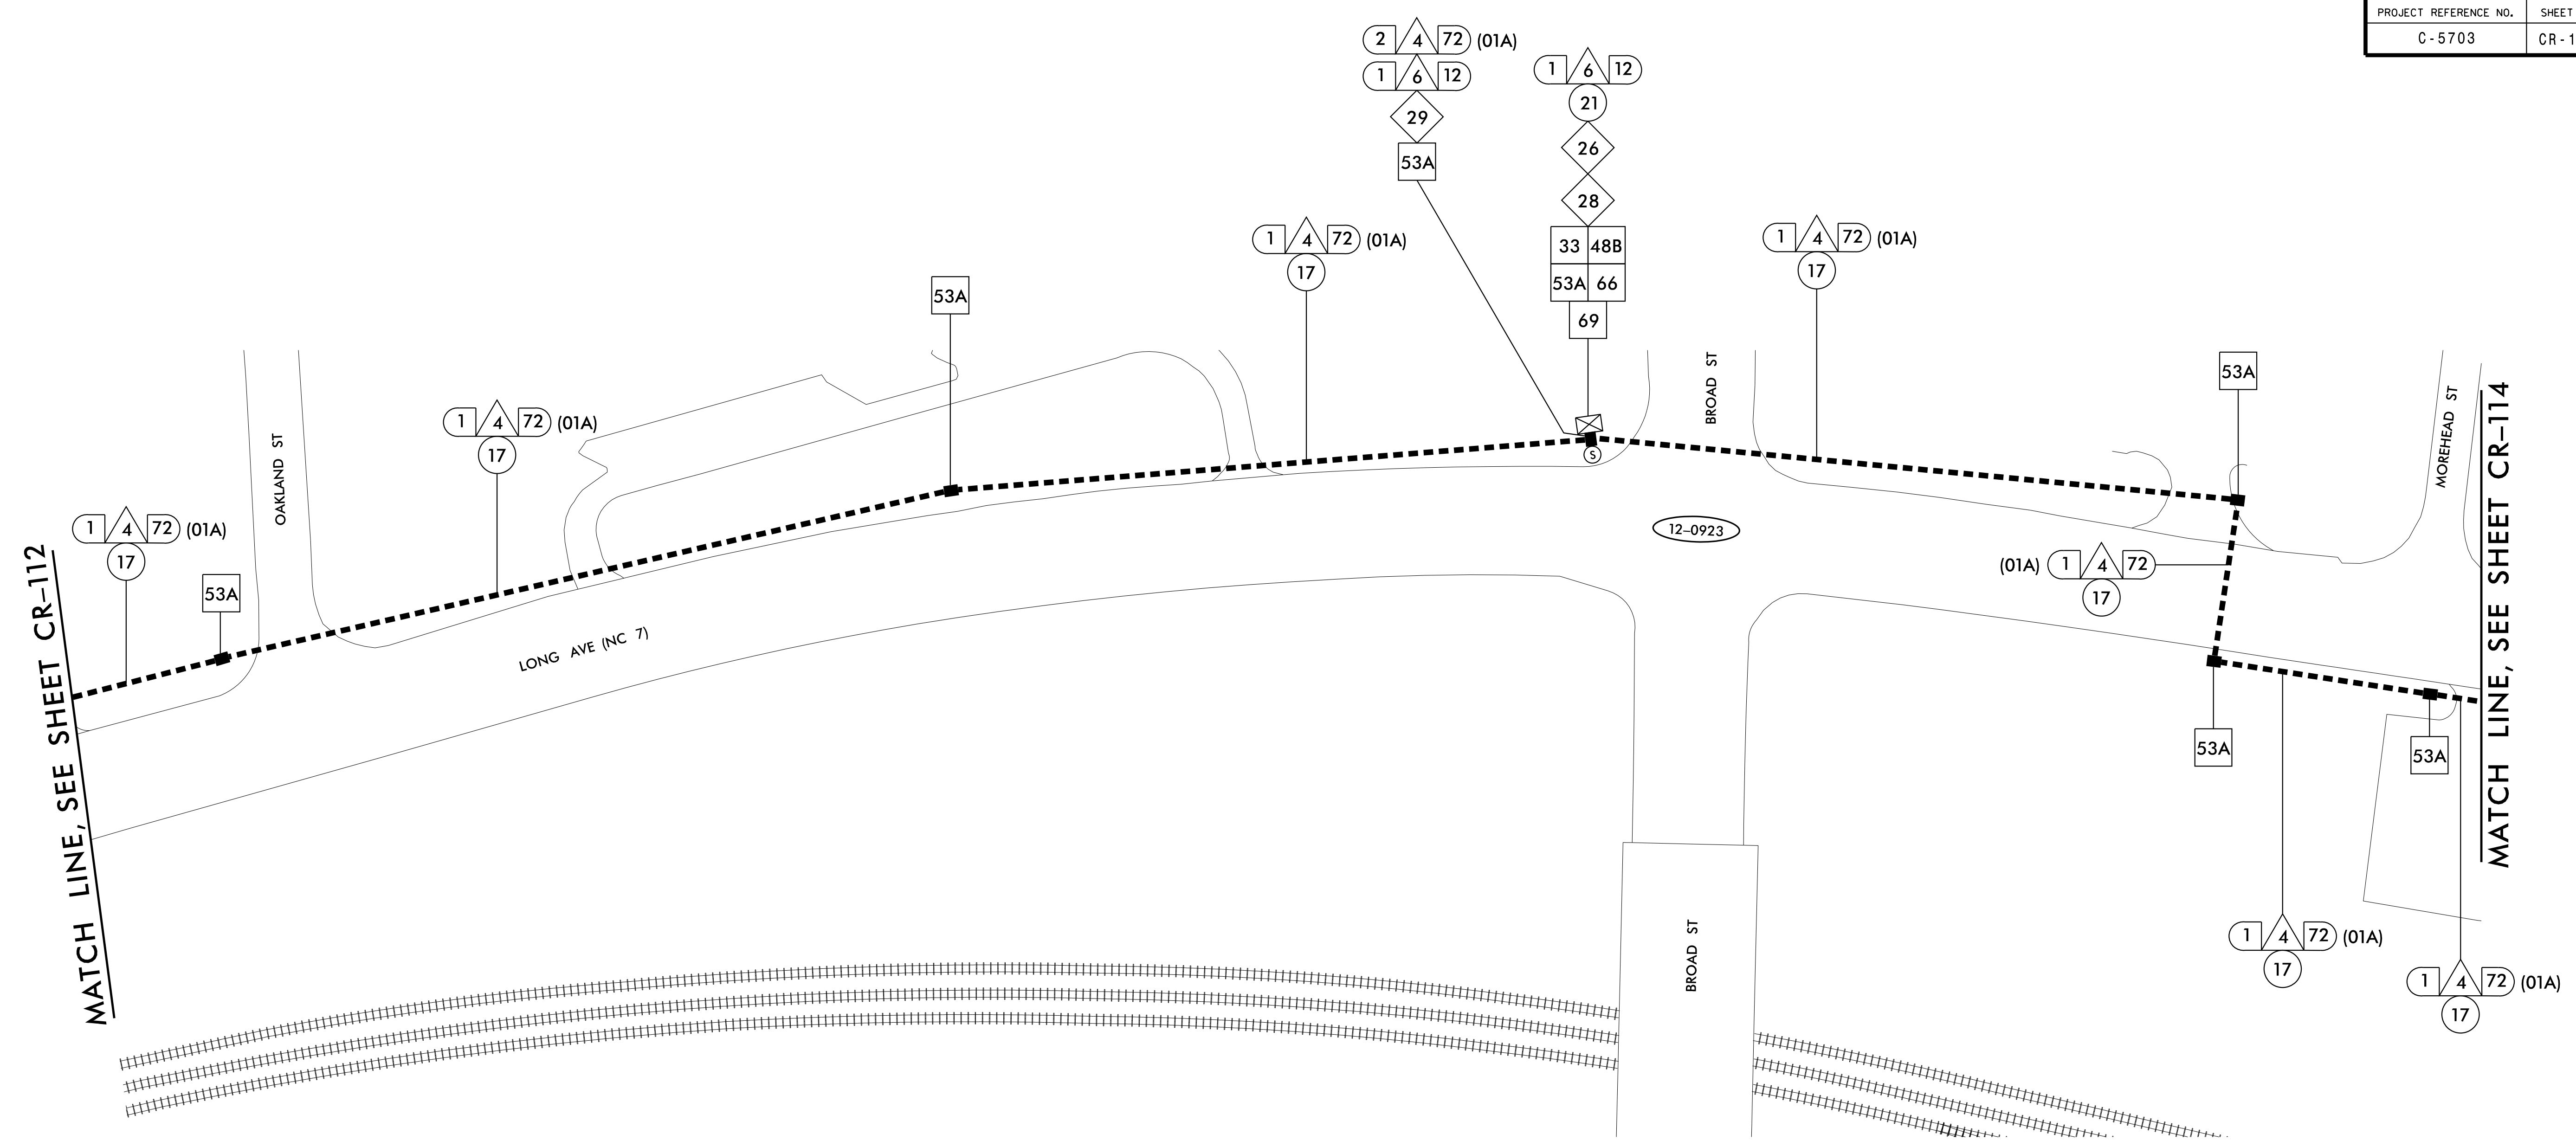 PROJECT REFERENCE NO. SHEET
C-5703 CR-1
2 4 72 (01A)
1 6 12
29
53A
1 6 12
21
26
28
33 48B
53A 66
69
1 4 72 (01A)
17
1 4 72 (01A)
17
53A
53A
1 4 72 (01A)
17
1 4 72 (01A)
17
53A
OAKLAND ST
BROAD ST
MOREHEAD ST
12-0923
(01A) 1 4 72
17
LONG AVE (NC 7)
MATCH LINE, SEE SHEET CR-112
MATCH LINE, SEE SHEET CR-114
53A
53A
BROAD ST
1 4 72 (01A)
17
1 4 72 (01A)
17
S